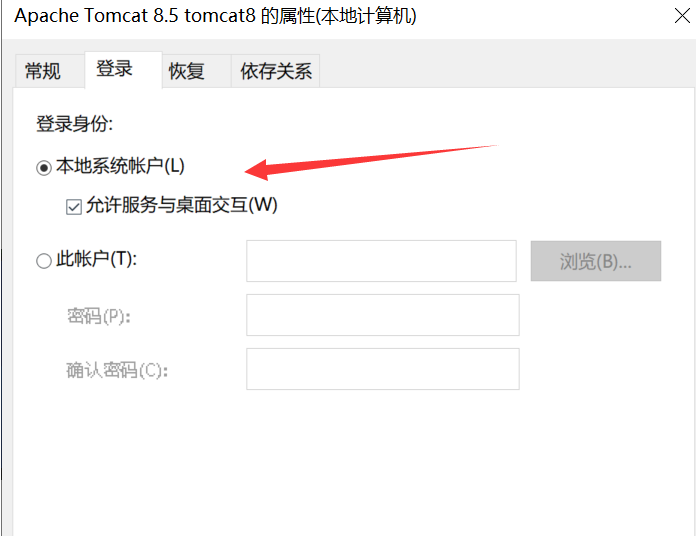 Apache Tomcat 8.5 tomcat8 的属性(本地计算机)
常规 登录 恢复 依存关系
登录身份:
本地系统帐户(L)
允许服务与桌面交互(W)
此帐户(T): 浏览(B)...
密码(P):
确认密码(C):